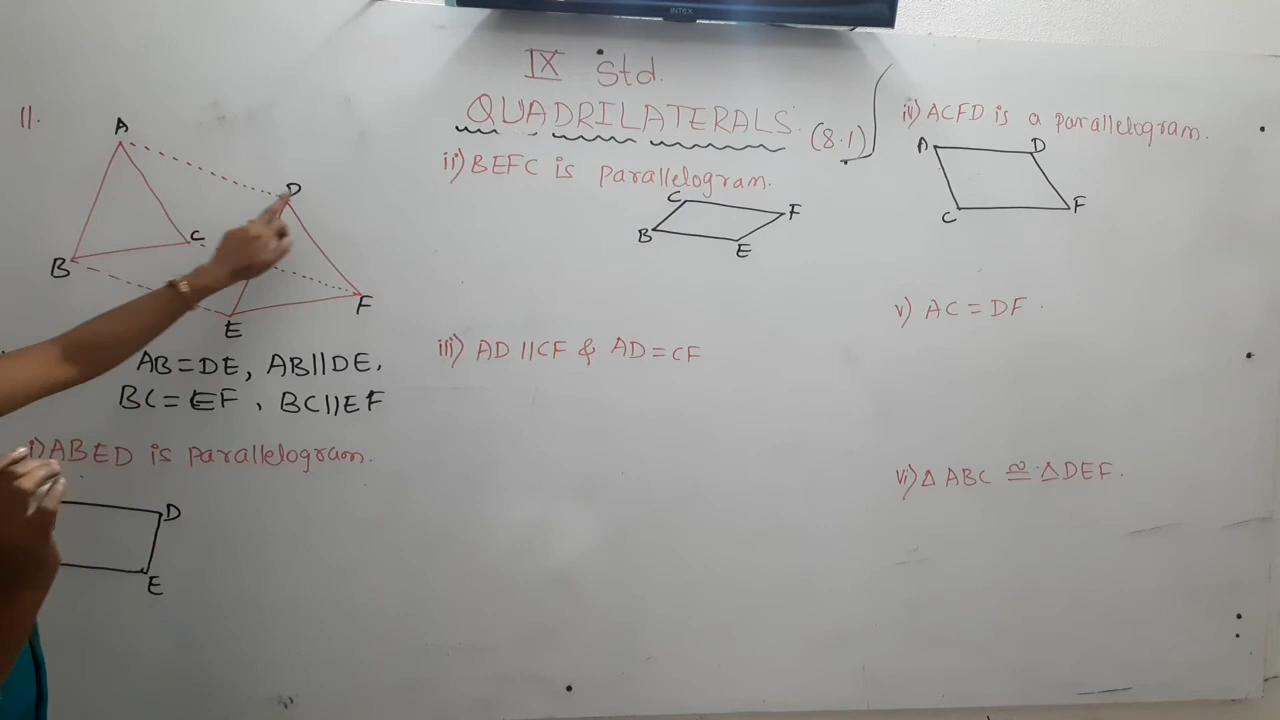 INTEX
IX Std.
QUADRILATERALS. (8.1)
11.
A
D
C
B
F
E
AB=DE, AB||DE,
BC=EF, BC||EF
i) ABED is parallelogram.
D
E
ii) BEFC is parallelogram.
C
F
B
E
iii) AD||CF & AD=CF
iv) ACFD is a parallelogram.
A
D
C
F
v) AC=DF.
vi) Δ ABC ≅ ΔDEF.